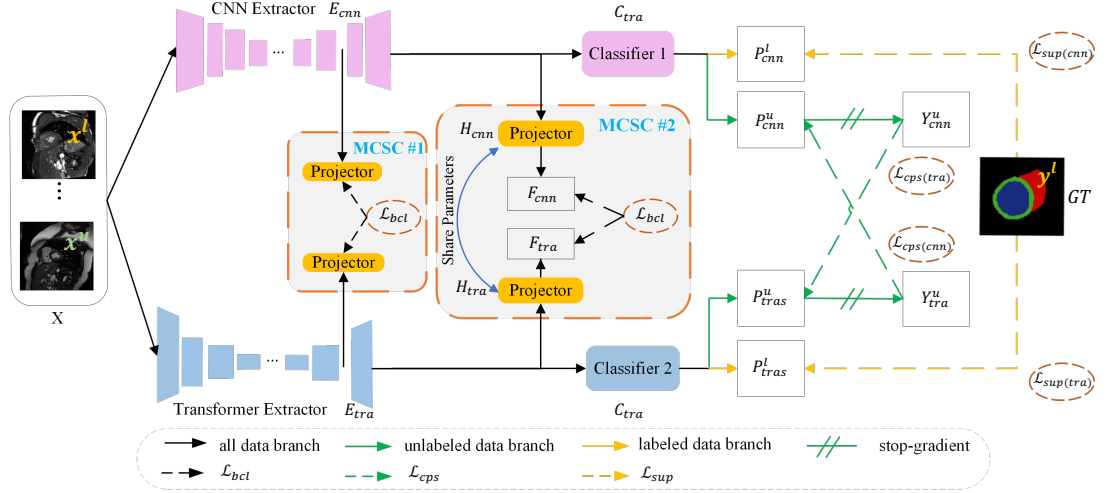 CNN Extractor
E_cnn
C_tra
Classifier 1
P^l_cnn
L_sup(cnn)
x^l
H_cnn
Projector
MCSC #2
P^u_cnn
Y^u_cnn
MCSC #1
Projector
F_cnn
L_cps(tra)
y^l
GT
Share Parameters
L_bcl
L_bcl
x^u
F_tra
L_cps(cnn)
Projector
H_tra
Projector
P^u_tras
Y^u_tra
X
Classifier 2
P^l_tras
L_sup(tra)
Transformer Extractor
E_tra
C_tra
all data branch
unlabeled data branch
labeled data branch
stop-gradient
L_bcl
L_cps
L_sup